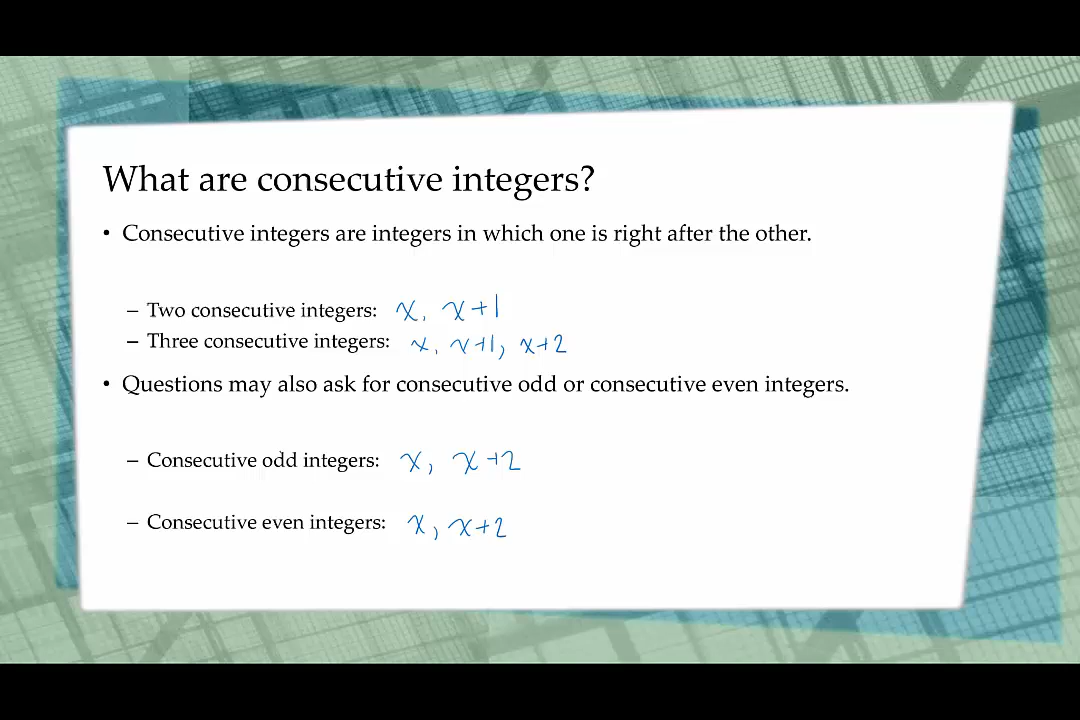 What are consecutive integers?
• Consecutive integers are integers in which one is right after the other.
– Two consecutive integers: x, x+1
– Three consecutive integers: x, x+1, x+2
• Questions may also ask for consecutive odd or consecutive even integers.
– Consecutive odd integers: x, x+2
– Consecutive even integers: x, x+2